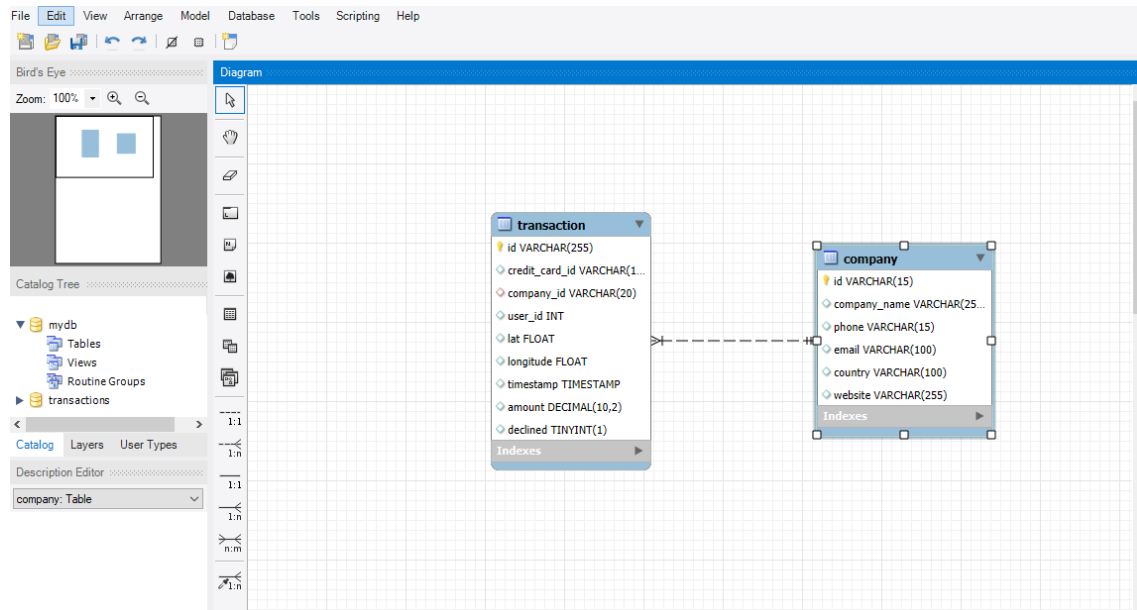 File Edit View Arrange Model Database Tools Scripting Help
Bird's Eye
Diagram
Zoom: 100%
transaction
id VARCHAR(255)
credit_card_id VARCHAR(1...
company_id VARCHAR(20)
user_id INT
lat FLOAT
longitude FLOAT
timestamp TIMESTAMP
amount DECIMAL(10,2)
declined TINYINT(1)
Indexes
company
id VARCHAR(15)
company_name VARCHAR(25...
phone VARCHAR(15)
email VARCHAR(100)
country VARCHAR(100)
website VARCHAR(255)
Indexes
Catalog Tree
mydb
Tables
Views
Routine Groups
transactions
Catalog Layers User Types
Description Editor
company: Table
1:1
1:n
1:1
1:n
n:m
1:n